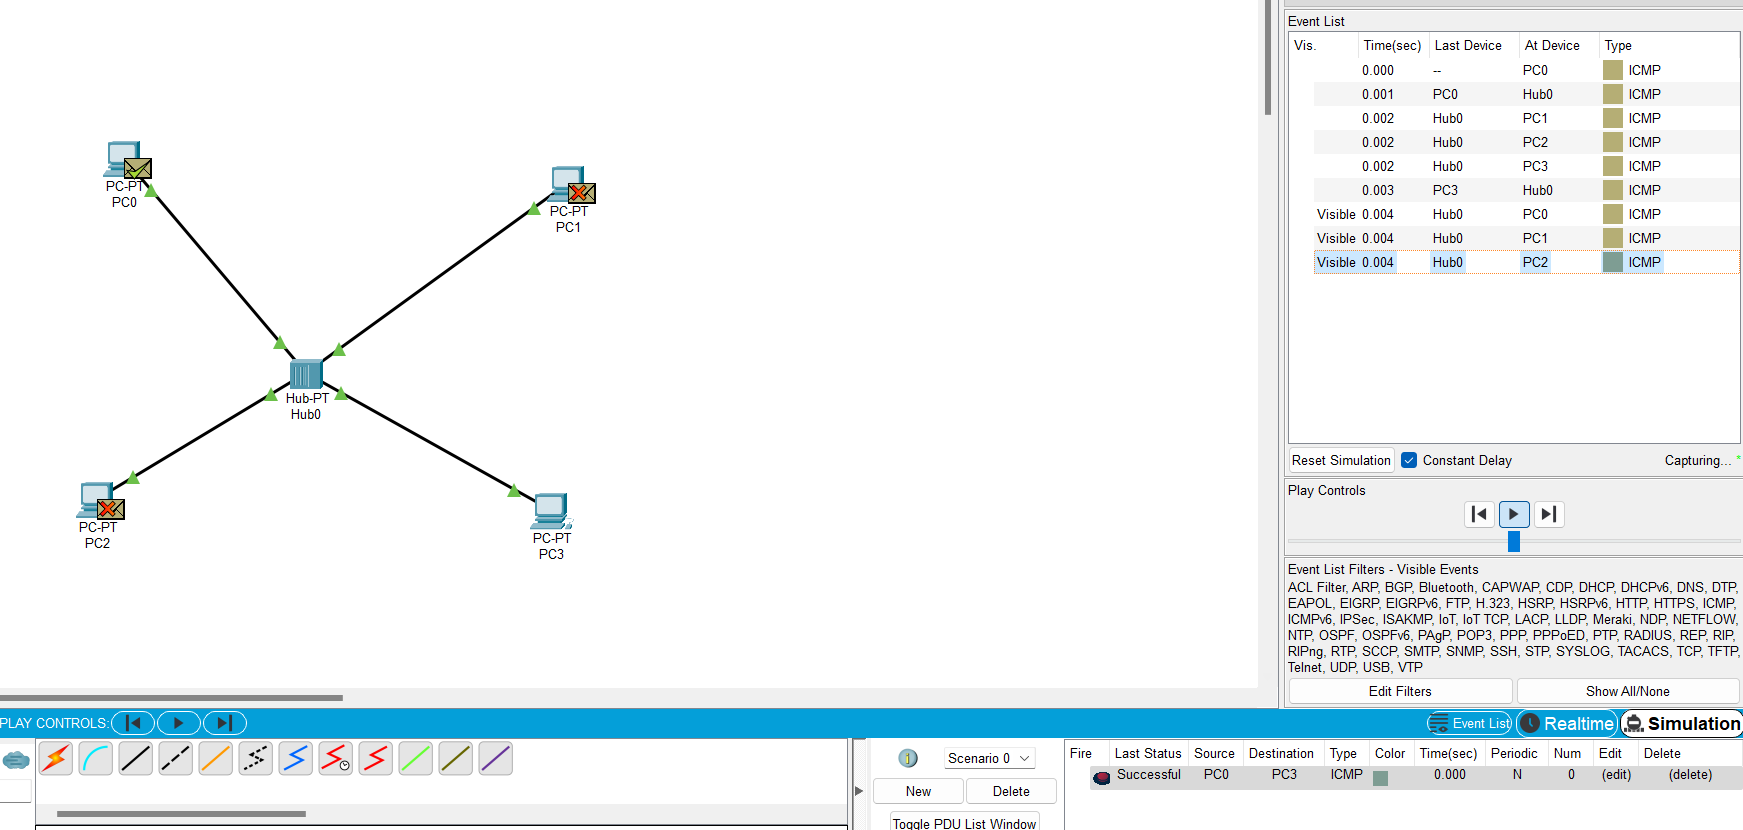 PC-PT
PC0
PC-PT
PC1
Hub-PT
Hub0
PC-PT
PC2
PC-PT
PC3
Event List
Vis. Time(sec) Last Device At Device Type
0.000 -- PC0 ICMP
0.001 PC0 Hub0 ICMP
0.002 Hub0 PC1 ICMP
0.002 Hub0 PC2 ICMP
0.002 Hub0 PC3 ICMP
0.003 PC3 Hub0 ICMP
Visible 0.004 Hub0 PC0 ICMP
Visible 0.004 Hub0 PC1 ICMP
Visible 0.004 Hub0 PC2 ICMP
Reset Simulation Constant Delay Capturing... *
Play Controls
Event List Filters - Visible Events
ACL Filter, ARP, BGP, Bluetooth, CAPWAP, CDP, DHCP, DHCPv6, DNS, DTP,
EAPOL, EIGRP, EIGRPv6, FTP, H.323, HSRP, HSRPv6, HTTP, HTTPS, ICMP,
ICMPv6, IPSec, ISAKMP, IoT, IoT TCP, LACP, LLDP, Meraki, NDP, NETFLOW,
NTP, OSPF, OSPFv6, PAgP, POP3, PPP, PPPoED, PTP, RADIUS, REP, RIP,
RIPng, RTP, SCCP, SMTP, SNMP, SSH, STP, SYSLOG, TACACS, TCP, TFTP,
Telnet, UDP, USB, VTP
Edit Filters Show All/None
PLAY CONTROLS: Event List Realtime Simulation
Scenario 0
New Delete
Toggle PDU List Window
Fire Last Status Source Destination Type Color Time(sec) Periodic Num Edit Delete
Successful PC0 PC3 ICMP 0.000 N 0 (edit) (delete)